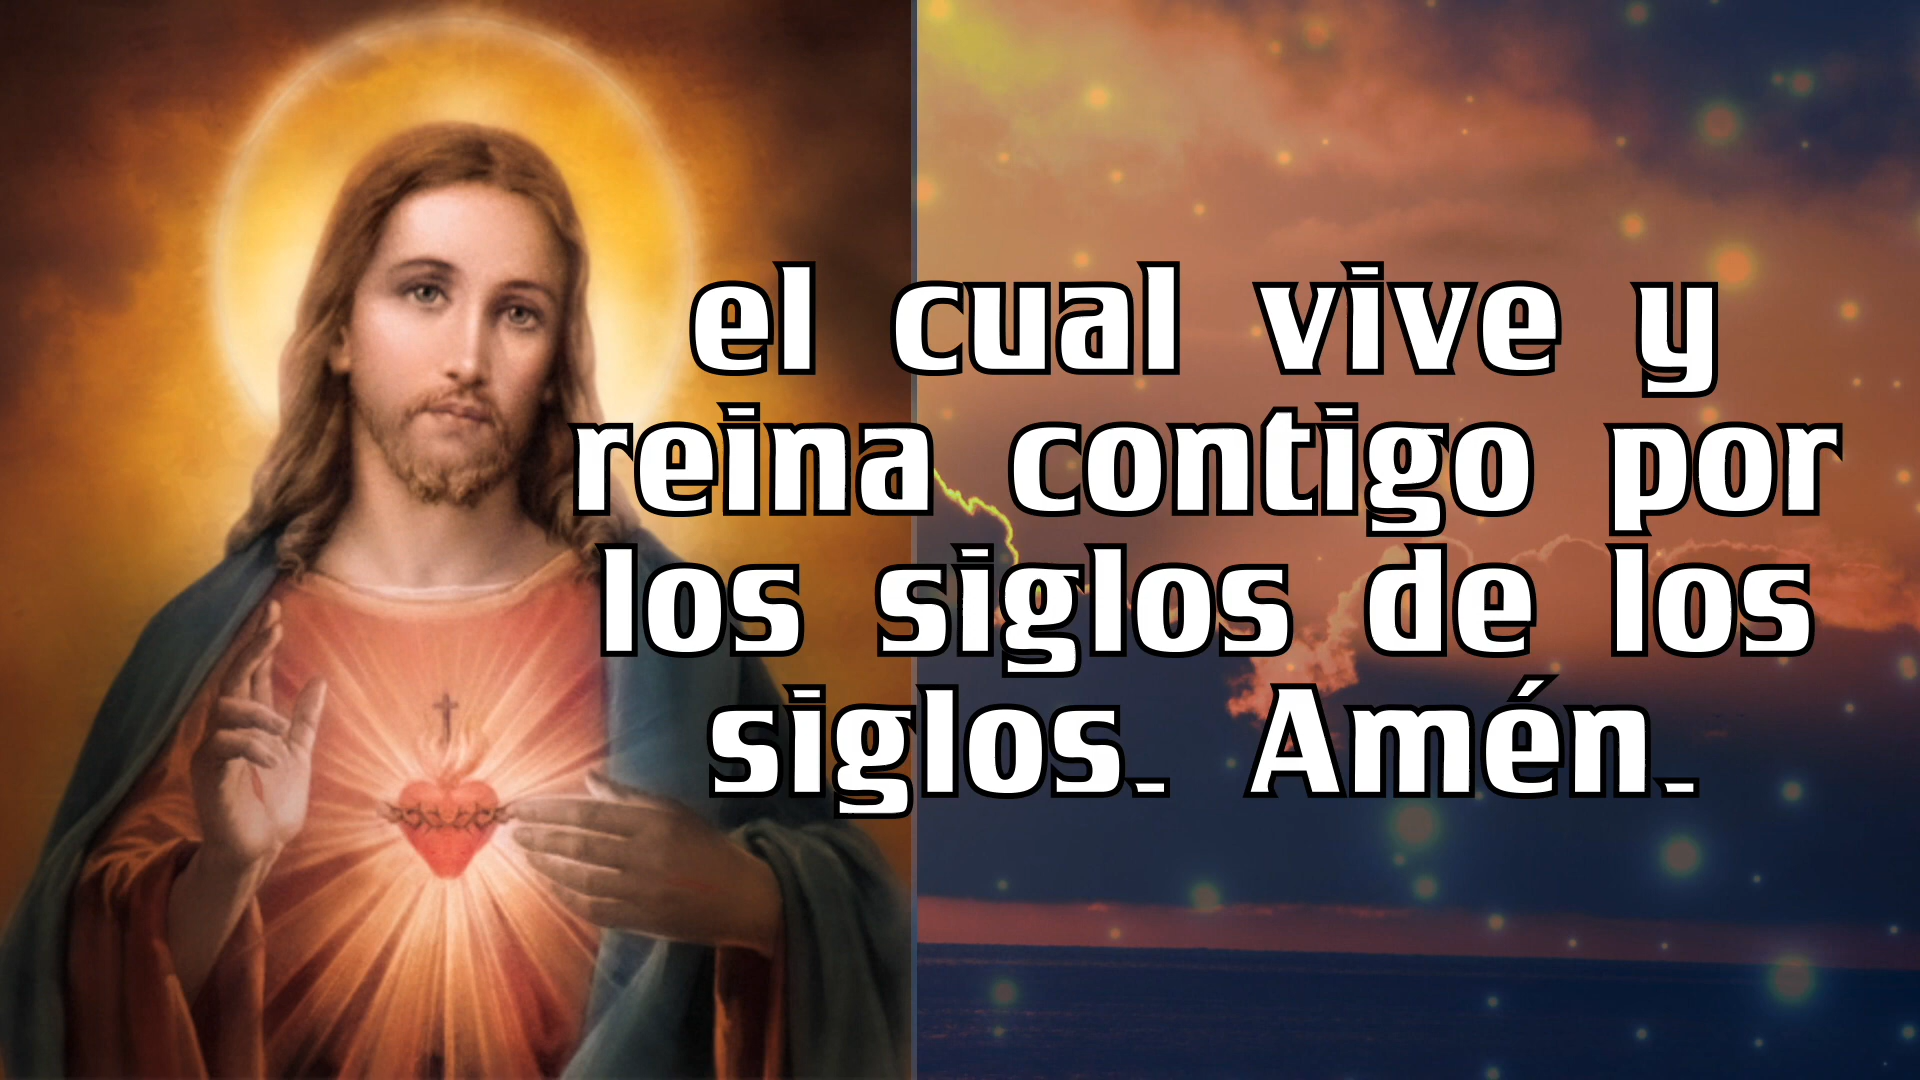 el cual vive y
reina contigo por
los siglos de los
siglos. Amén.